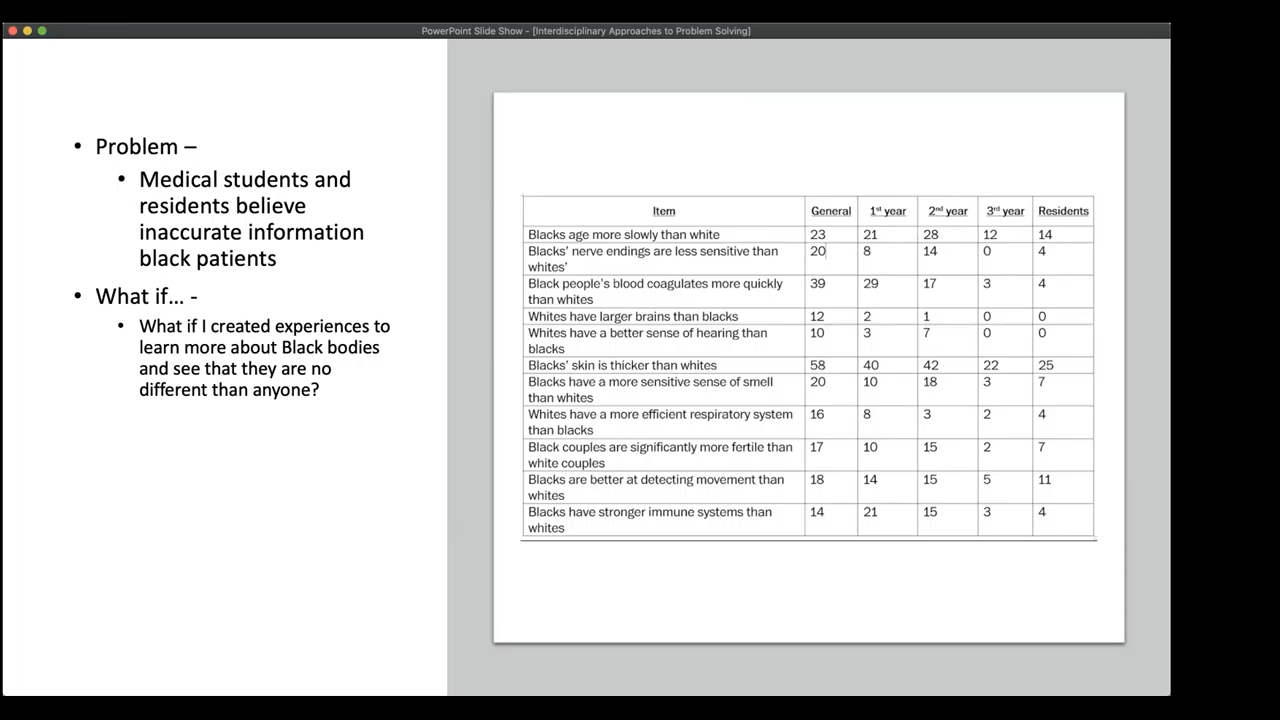 PowerPoint Slide Show - [Interdisciplinary Approaches to Problem Solving]
• Problem –
• Medical students and
residents believe
inaccurate information
black patients
• What if… -
• What if I created experiences to
learn more about Black bodies
and see that they are no
different than anyone?
Item General 1st year 2nd year 3rd year Residents
Blacks age more slowly than white 23 21 28 12 14
Blacks' nerve endings are less sensitive than 20 8 14 0 4
whites'
Black people's blood coagulates more quickly 39 29 17 3 4
than whites
Whites have larger brains than blacks 12 2 1 0 0
Whites have a better sense of hearing than 10 3 7 0 0
blacks
Blacks' skin is thicker than whites 58 40 42 22 25
Blacks have a more sensitive sense of smell 20 10 18 3 7
than whites
Whites have a more efficient respiratory system 16 8 3 2 4
than blacks
Black couples are significantly more fertile than 17 10 15 2 7
white couples
Blacks are better at detecting movement than 18 14 15 5 11
whites
Blacks have stronger immune systems than 14 21 15 3 4
whites